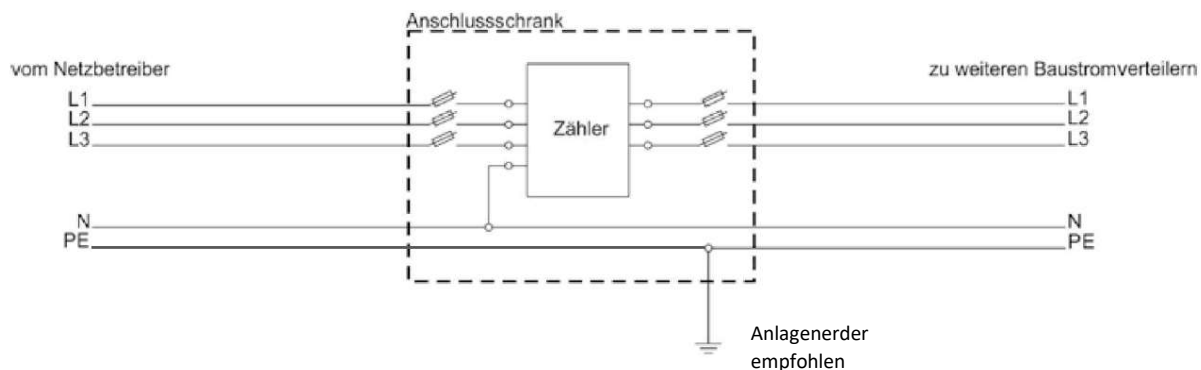 Anschlussschrank
vom Netzbetreiber
zu weiteren Baustromverteilern
L1
L1
L2
L2
Zähler
L3
L3
N
N
PE
PE
Anlagenerder
empfohlen